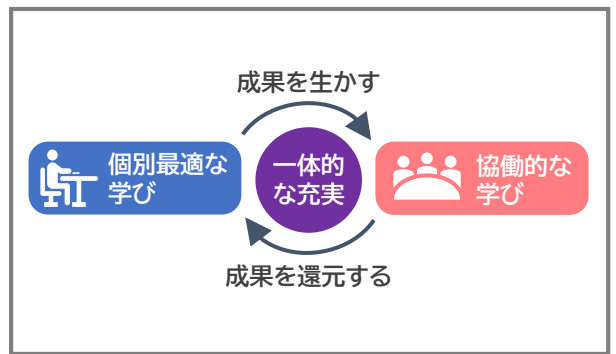 成果を生かす
個別最適な
学び
一体的
な充実
協働的な
学び
成果を還元する